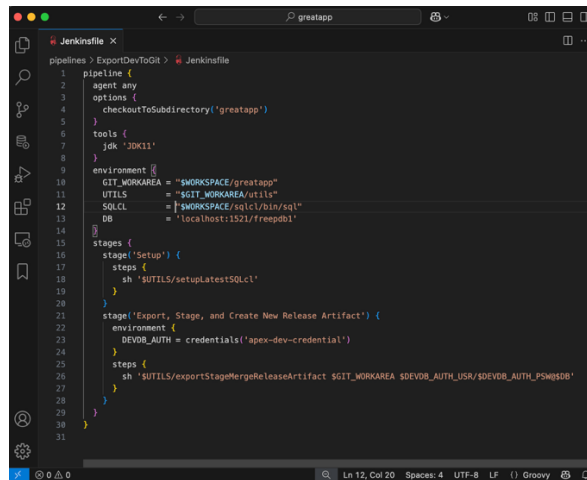 greatapp
Jenkinsfile
pipelines > ExportDevToGit > Jenkinsfile
1 pipeline {
2   agent any
3   options {
4     checkoutToSubdirectory('greatapp')
5   }
6   tools {
7     jdk 'JDK11'
8   }
9   environment {
10     GIT_WORKAREA = "$WORKSPACE/greatapp"
11     UTILS        = "$GIT_WORKAREA/utils"
12     SQLCL        = "$WORKSPACE/sqlcl/bin/sql"
13     DB           = 'localhost:1521/freepdb1'
14   }
15   stages {
16     stage('Setup') {
17       steps {
18         sh '$UTILS/setupLatestSQLcl'
19       }
20     }
21     stage('Export, Stage, and Create New Release Artifact') {
22       environment {
23         DEVDB_AUTH = credentials('apex-dev-credential')
24       }
25       steps {
26         sh '$UTILS/exportStageMergeReleaseArtifact $GIT_WORKAREA $DEVDB_AUTH_USR/$DEVDB_AUTH_PSW@$DB'
27       }
28     }
29   }
30 }
31
0 0 Ln 12, Col 20 Spaces: 4 UTF-8 LF {} Groovy